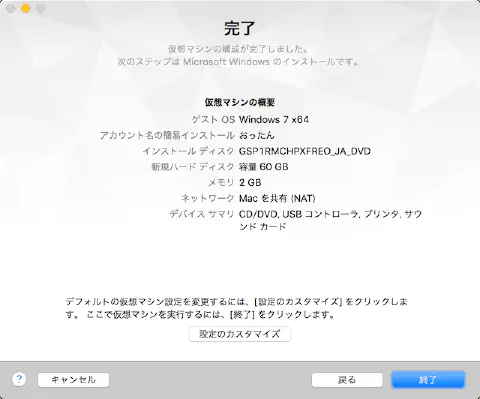 完了
仮想マシンの構成が完了しました。
次のステップは Microsoft Windows のインストールです。
仮想マシンの概要
ゲスト OS Windows 7 x64
アカウント名の簡易インストール おったん
インストール ディスク GSP1RMCHPXFREO_JA_DVD
新規ハード ディスク 容量 60 GB
メモリ 2 GB
ネットワーク Mac を共有 (NAT)
デバイス サマリ CD/DVD, USB コントローラ, プリンタ, サウ
ンド カード
デフォルトの仮想マシン設定を変更するには、[設定のカスタマイズ] をクリックしま
す。 ここで仮想マシンを実行するには、[終了] をクリックします。
設定のカスタマイズ
? キャンセル 戻る 終了